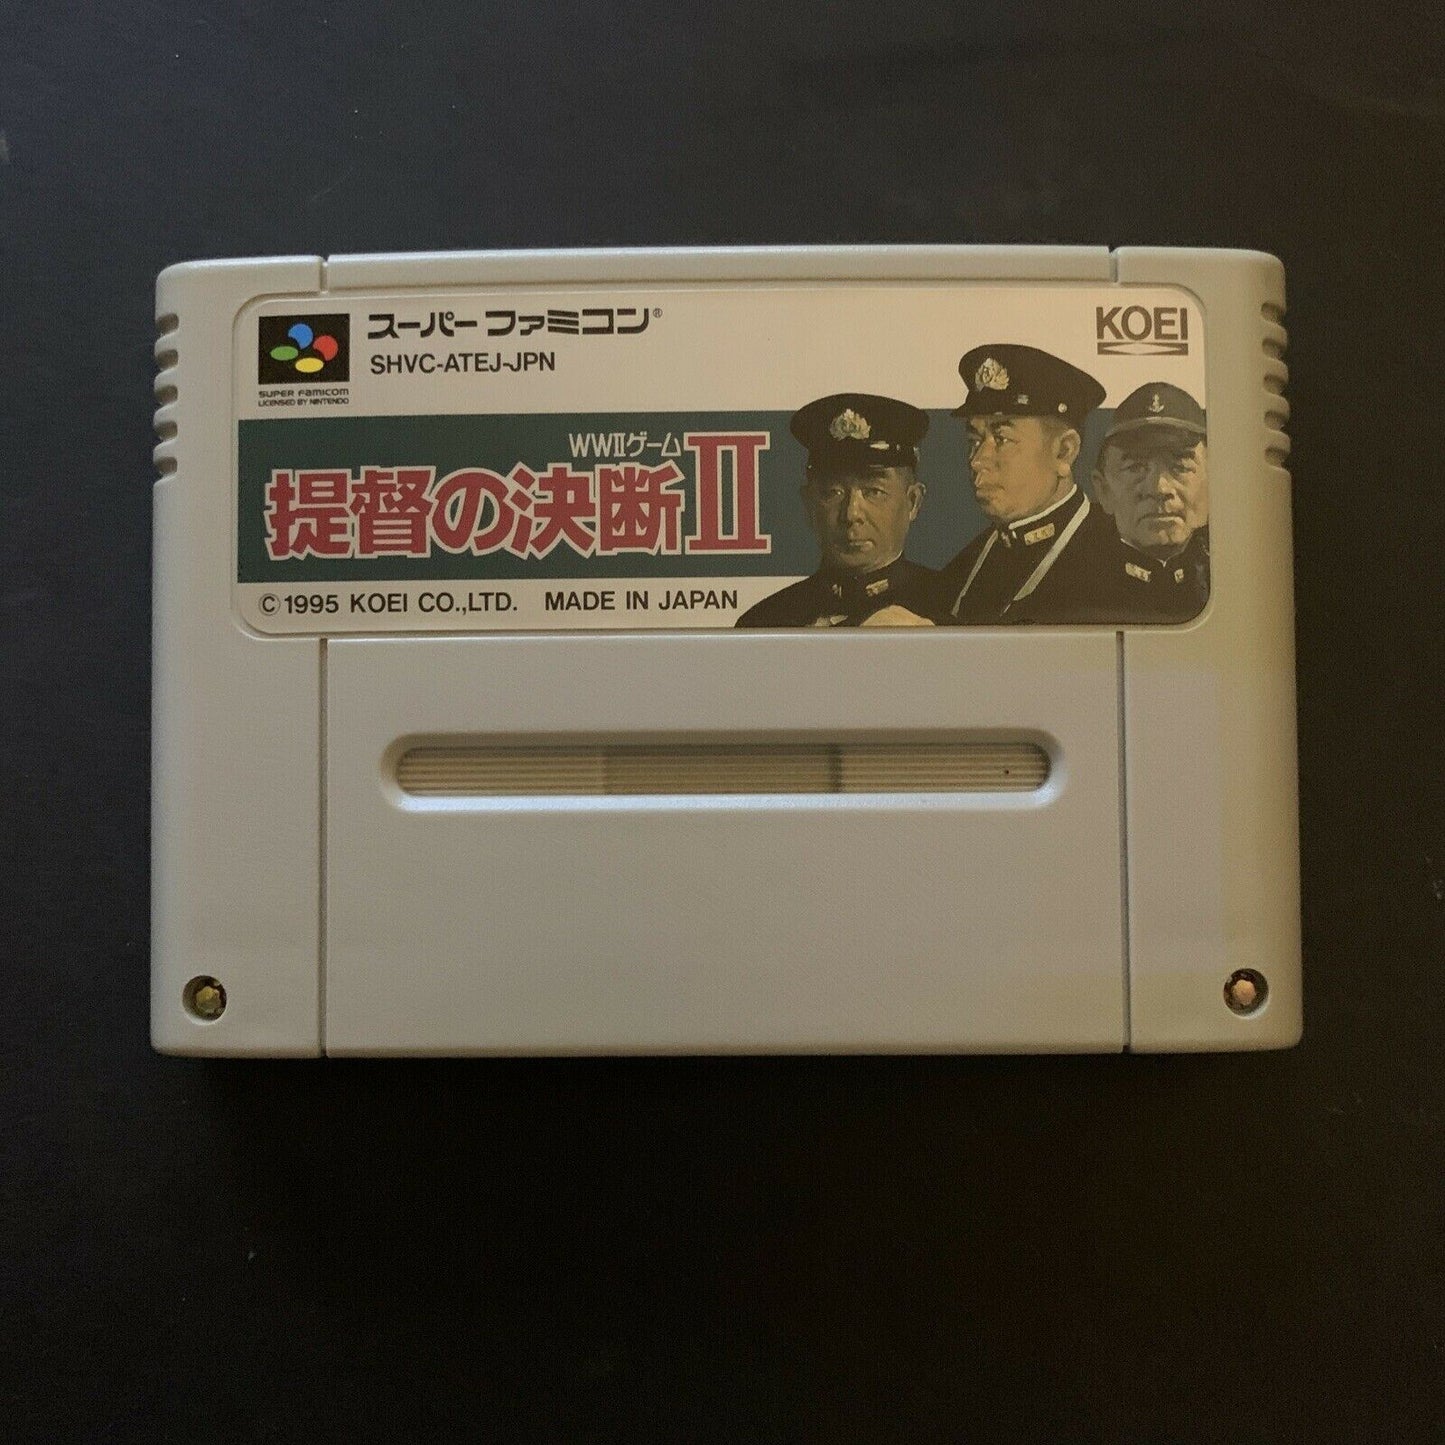 スーパーファミコン®
KOEI
SHVC-ATEJ-JPN
SUPER FAMICOM
LICENSED BY NINTENDO
WWIIゲーム
提督の決断II
©1995 KOEI CO.,LTD. MADE IN JAPAN